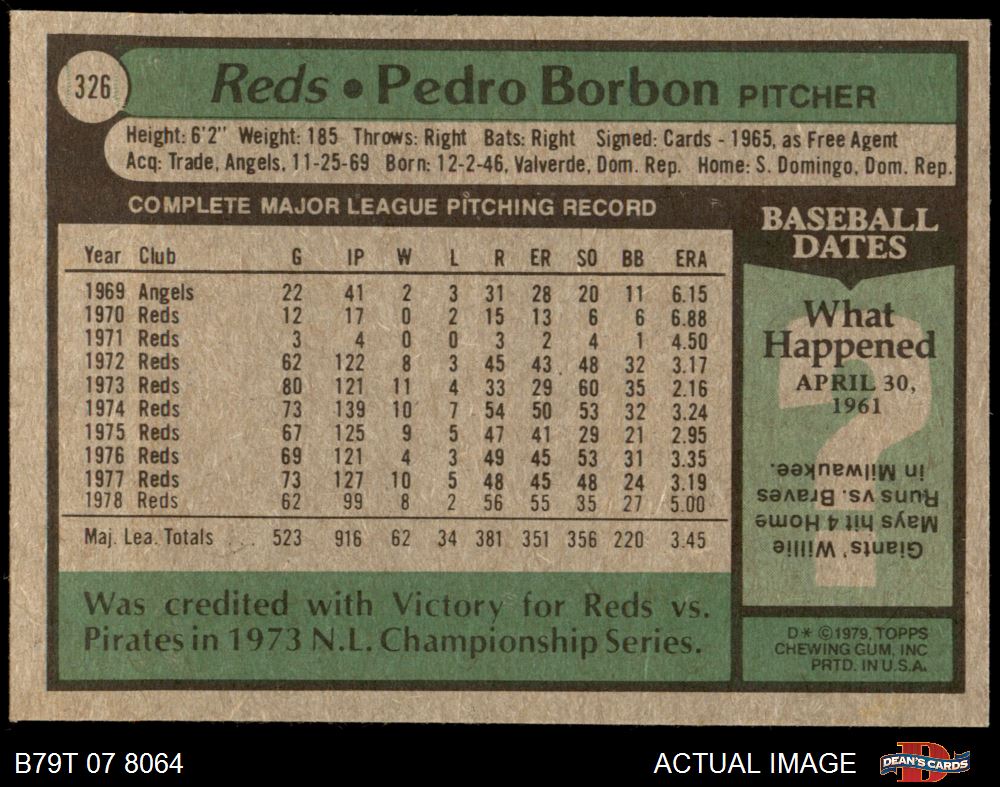 326
Reds • Pedro Borbon PITCHER
Height: 6'2" Weight: 185 Throws: Right Bats: Right Signed: Cards - 1965, as Free Agent
Acq: Trade, Angels, 11-25-69 Born: 12-2-46, Valverde, Dom. Rep. Home: S. Domingo, Dom. Rep.
COMPLETE MAJOR LEAGUE PITCHING RECORD
Year Club G IP W L R ER SO BB ERA
1969 Angels 22 41 2 3 31 28 20 11 6.15
1970 Reds 12 17 0 2 15 13 6 6 6.88
1971 Reds 3 4 0 0 3 2 4 1 4.50
1972 Reds 62 122 8 3 45 43 48 32 3.17
1973 Reds 80 121 11 4 33 29 60 35 2.16
1974 Reds 73 139 10 7 54 50 53 32 3.24
1975 Reds 67 125 9 5 47 41 29 21 2.95
1976 Reds 69 121 4 3 49 45 53 31 3.35
1977 Reds 73 127 10 5 48 45 48 24 3.19
1978 Reds 62 99 8 2 56 55 35 27 5.00
Maj. Lea. Totals ... 523 916 62 34 381 351 356 220 3.45
Was credited with Victory for Reds vs.
Pirates in 1973 N.L. Championship Series.
BASEBALL
DATES
What
Happened
APRIL 30,
1961
?
Giants' Willie
Mays hit 4 Home
Runs vs. Braves
in Milwaukee.
D* ©1979, TOPPS
CHEWING GUM, INC
PRTD. IN U.S.A.
B79T 07 8064
ACTUAL IMAGE
D
DEAN'S CARDS